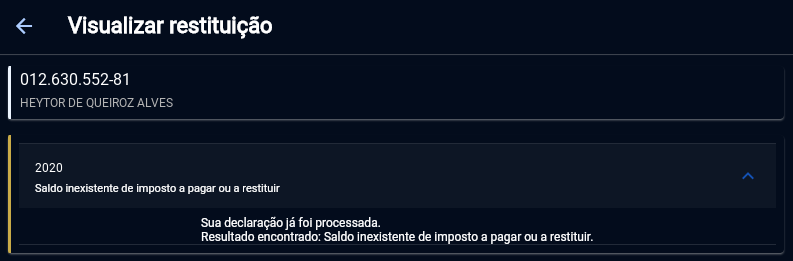 Visualizar restituição
012.630.552-81
HEYTOR DE QUEIROZ ALVES
2020
Saldo inexistente de imposto a pagar ou a restituir
Sua declaração já foi processada.
Resultado encontrado: Saldo inexistente de imposto a pagar ou a restituir.